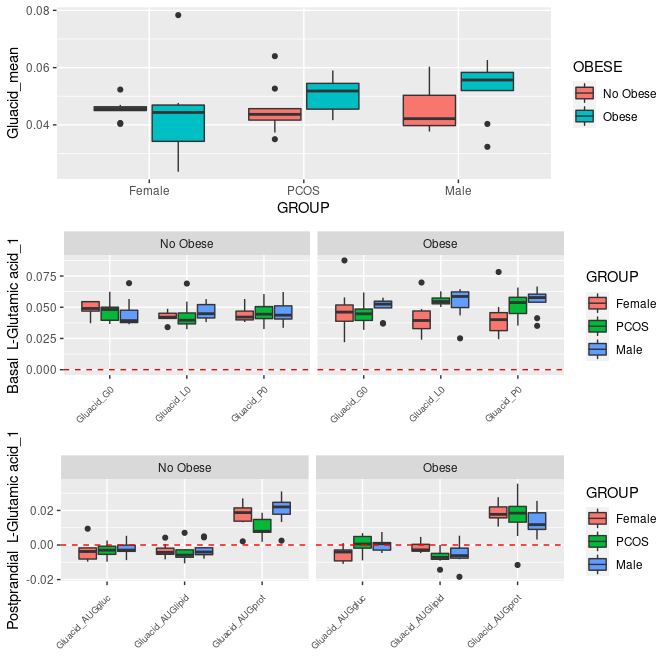 0.08
0.06
0.04
Gluacid_mean
Female
PCOS
Male
GROUP
OBESE
No Obese
Obese
No Obese
Obese
0.075
0.050
0.025
0.000
Basal L-Glutamic acid_1
Gluacid_G0
Gluacid_L0
Gluacid_P0
Gluacid_G0
Gluacid_L0
Gluacid_P0
GROUP
Female
PCOS
Male
No Obese
Obese
0.02
0.00
-0.02
Postprandial L-Glutamic acid_1
Gluacid_AUGgluc
Gluacid_AUGlipid
Gluacid_AUGprot
Gluacid_AUGgluc
Gluacid_AUGlipid
Gluacid_AUGprot
GROUP
Female
PCOS
Male